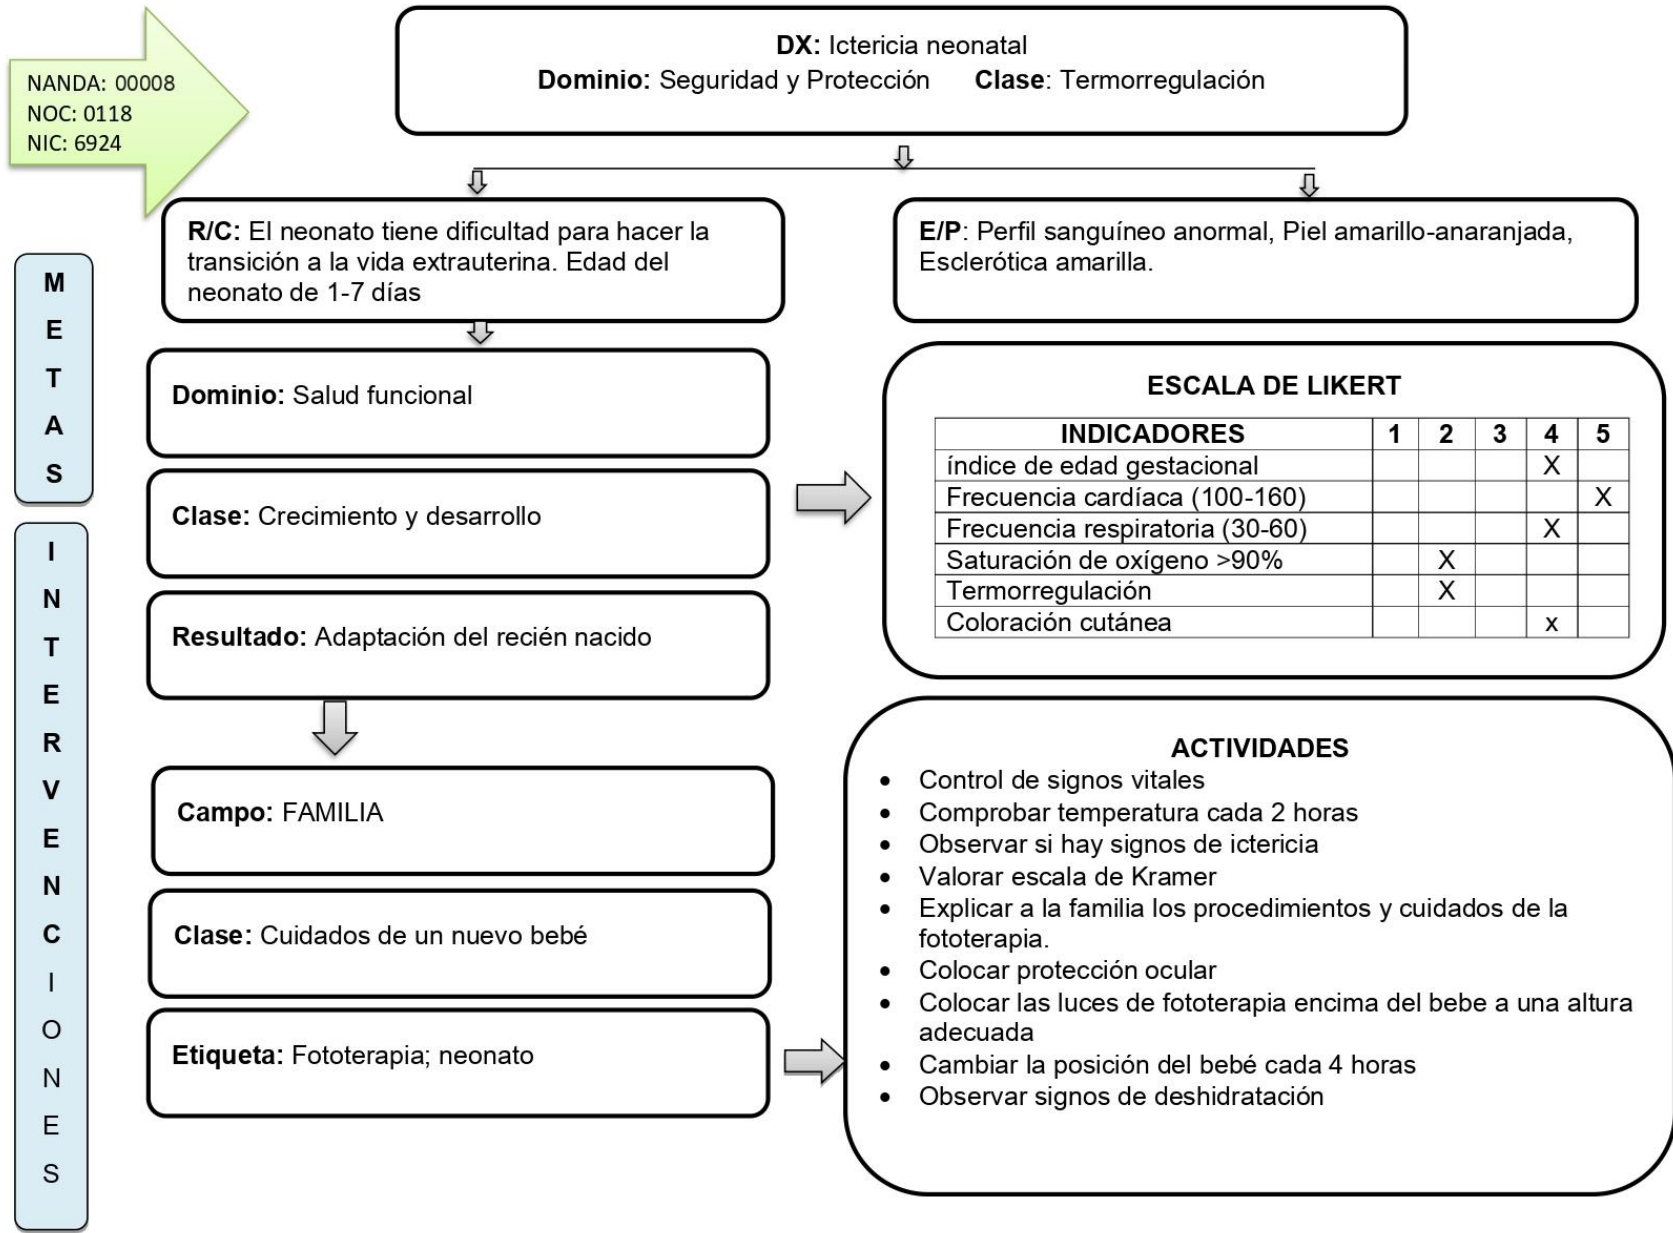 NANDA: 00008
NOC: 0118
NIC: 6924
DX: Ictericia neonatal
Dominio: Seguridad y Protección Clase: Termorregulación
R/C: El neonato tiene dificultad para hacer la
transición a la vida extrauterina. Edad del
neonato de 1-7 días
E/P: Perfil sanguíneo anormal, Piel amarillo-anaranjada,
Esclerótica amarilla.
M
E
T
A
S
Dominio: Salud funcional
Clase: Crecimiento y desarrollo
Resultado: Adaptación del recién nacido
ESCALA DE LIKERT
INDICADORES 1 2 3 4 5
índice de edad gestacional X
Frecuencia cardíaca (100-160) X
Frecuencia respiratoria (30-60) X
Saturación de oxígeno >90% X
Termorregulación X
Coloración cutánea x
I
N
T
E
R
V
E
N
C
I
O
N
E
S
Campo: FAMILIA
Clase: Cuidados de un nuevo bebé
Etiqueta: Fototerapia; neonato
ACTIVIDADES
• Control de signos vitales
• Comprobar temperatura cada 2 horas
• Observar si hay signos de ictericia
• Valorar escala de Kramer
• Explicar a la familia los procedimientos y cuidados de la
fototerapia.
• Colocar protección ocular
• Colocar las luces de fototerapia encima del bebe a una altura
adecuada
• Cambiar la posición del bebé cada 4 horas
• Observar signos de deshidratación